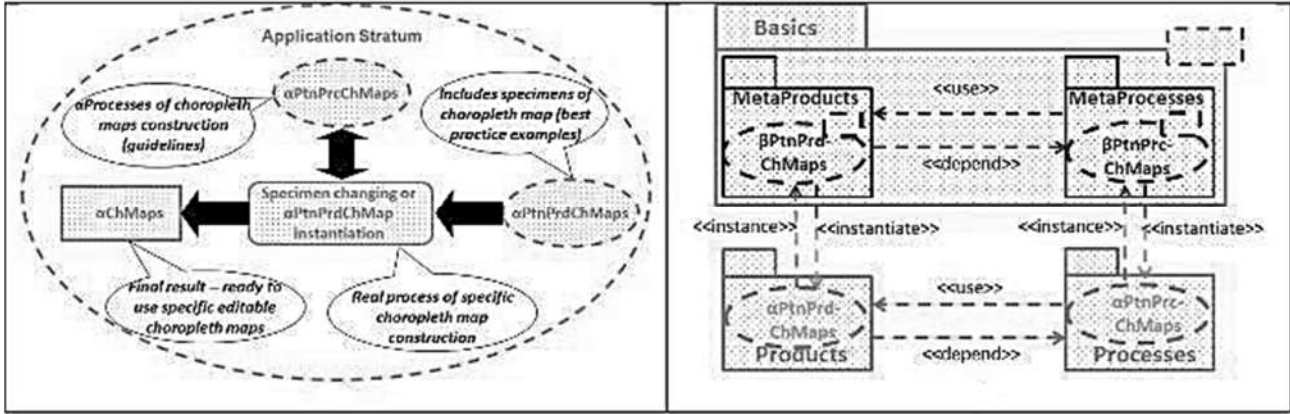 Application Stratum
αPtnPrcChMaps
αProcesses of choropleth
maps construction
(guidelines)
Includes specimens of
choropleth map (best
practice examples)
αChMaps
Specimen changing or
αPtnPrdChMap
instantiation
αPtnPrdChMaps
Final result – ready to
use specific editable
choropleth maps
Real process of specific
choropleth map
construction
Basics
MetaProducts
<<use>>
MetaProcesses
βPtnPrd-
ChMaps
<<depend>>
βPtnPrc-
ChMaps
<<instance>>
<<instantiate>>
<<instance>>
<<instantiate>>
αPtnPrd-
ChMaps
Products
<<use>>
<<depend>>
αPtnPrc-
ChMaps
Processes